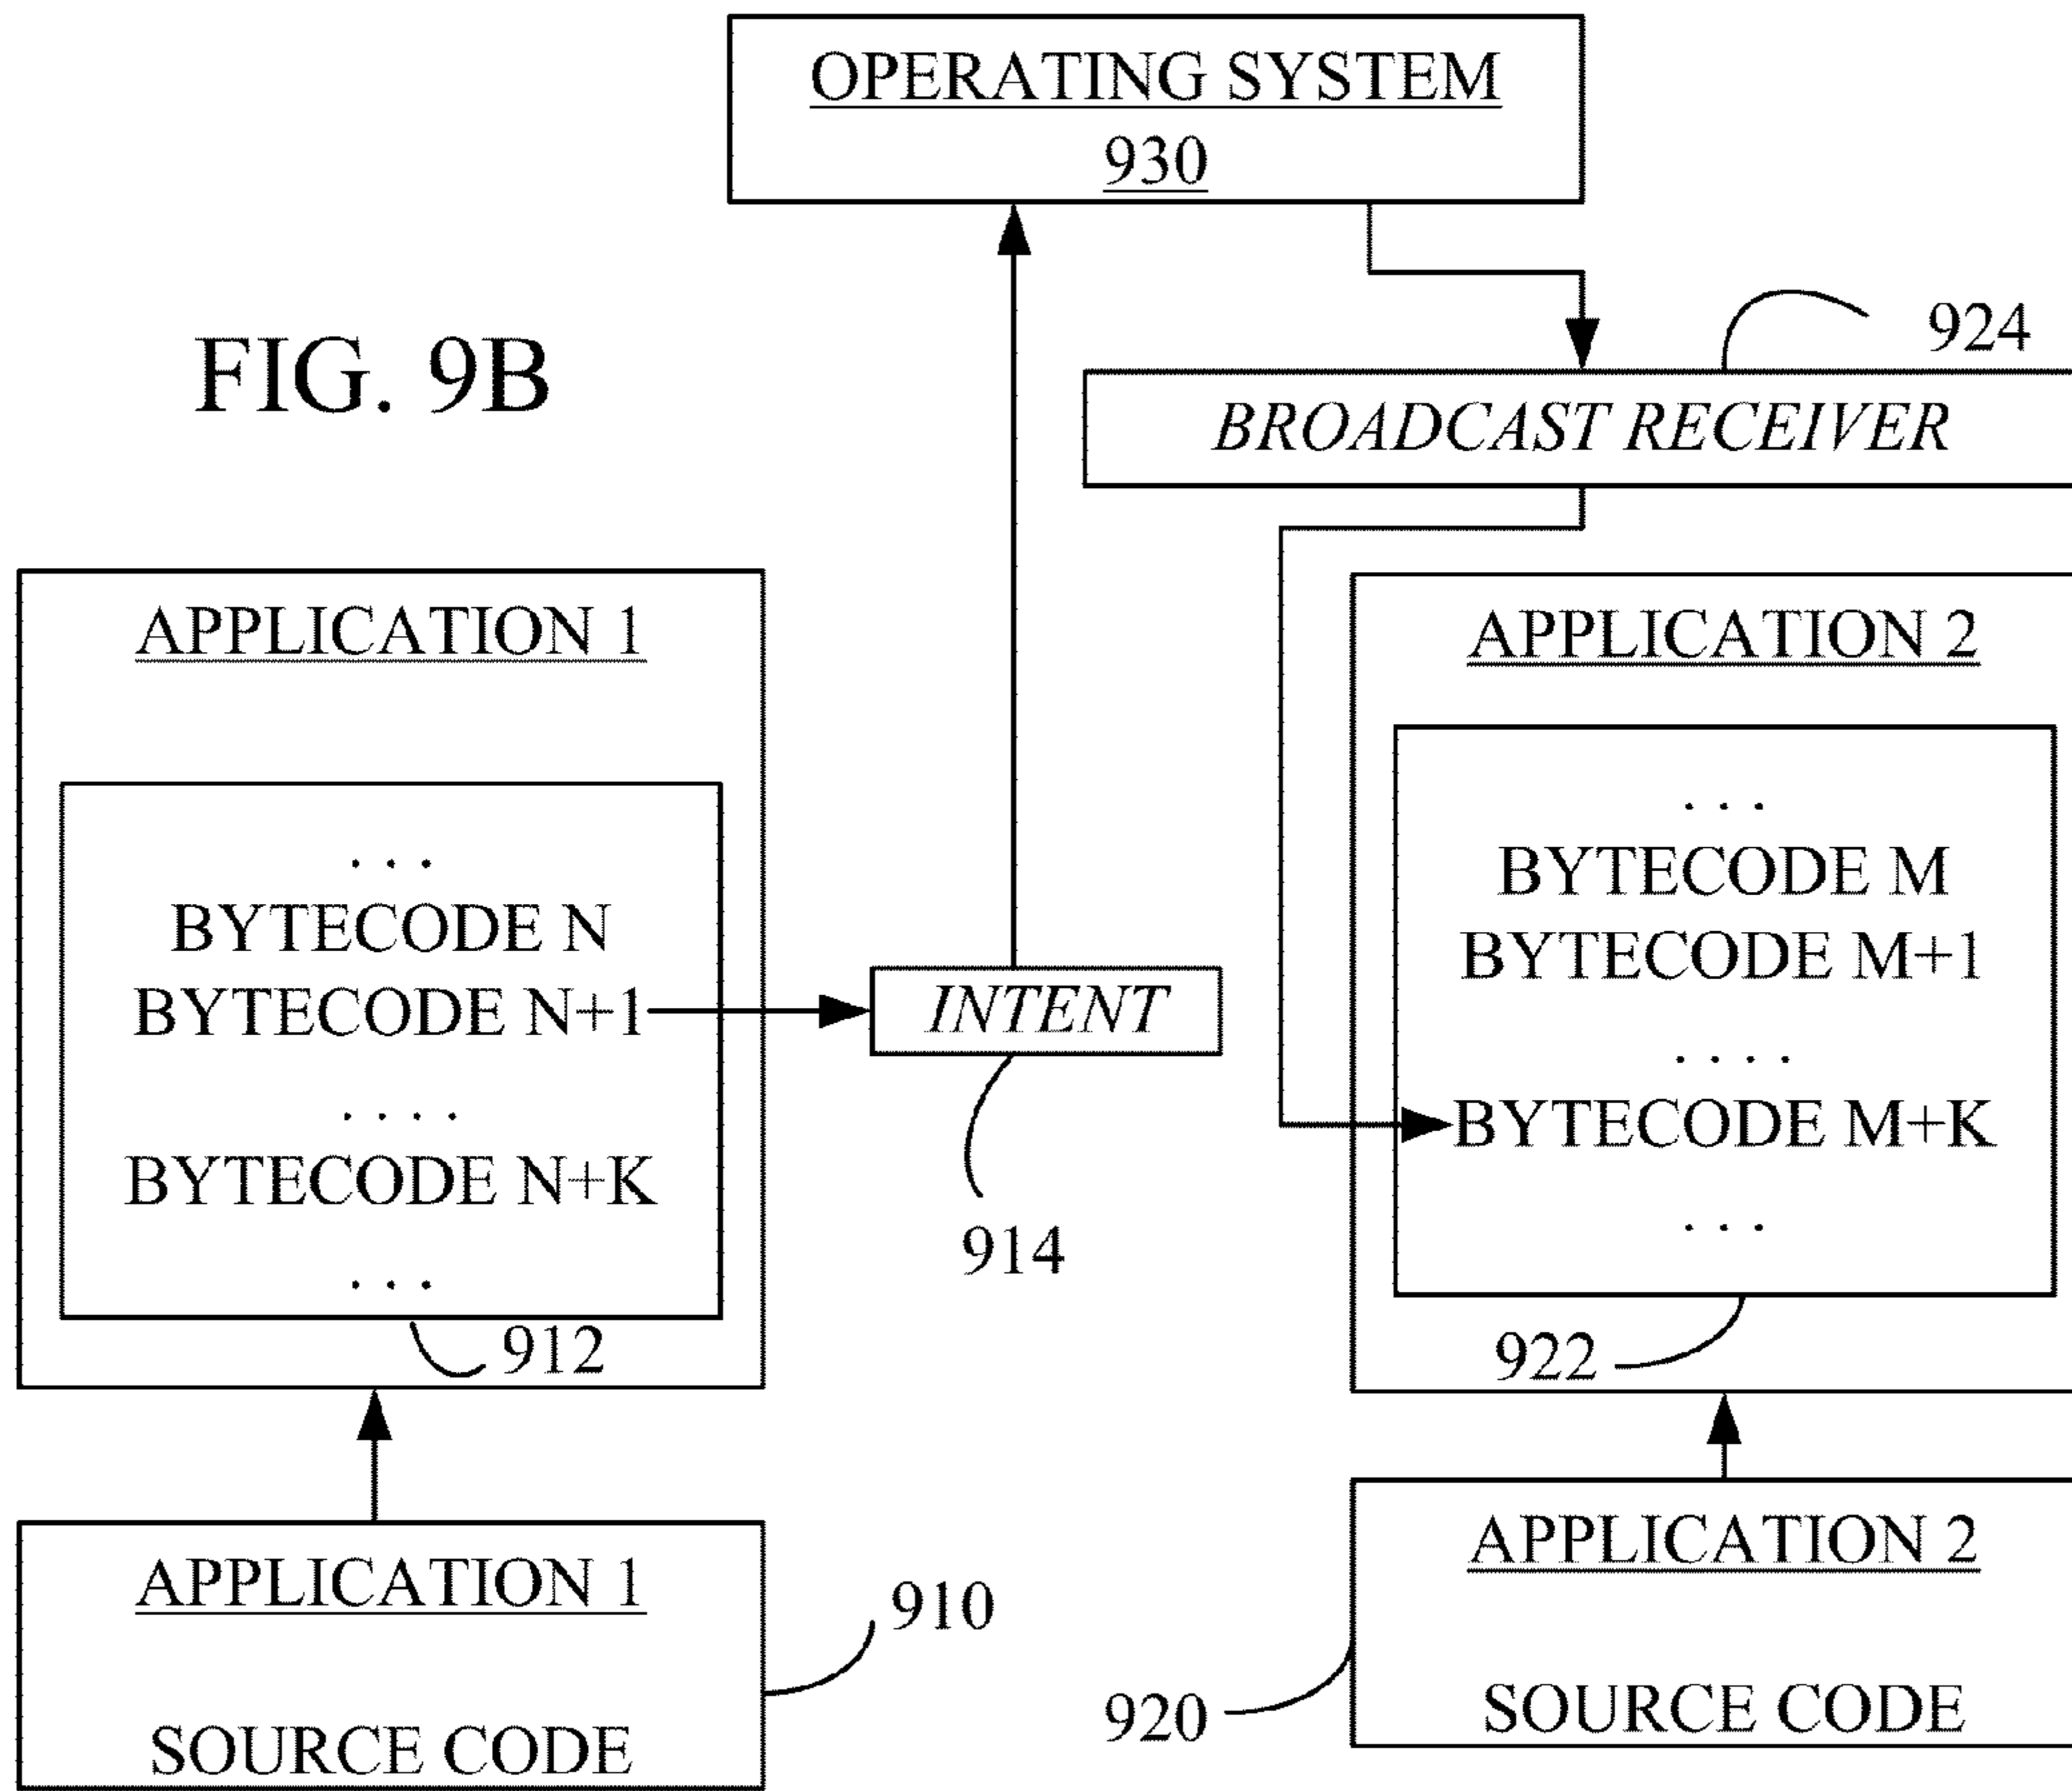 OPERATING SYSTEM
930
FIG. 9B
924
BROADCAST RECEIVER
APPLICATION 1
. . .
BYTECODE N
BYTECODE N+1
. . . .
BYTECODE N+K
. . .
912
INTENT
914
APPLICATION 2
. . .
BYTECODE M
BYTECODE M+1
. . . .
BYTECODE M+K
. . .
922
APPLICATION 1
SOURCE CODE
910
APPLICATION 2
SOURCE CODE
920